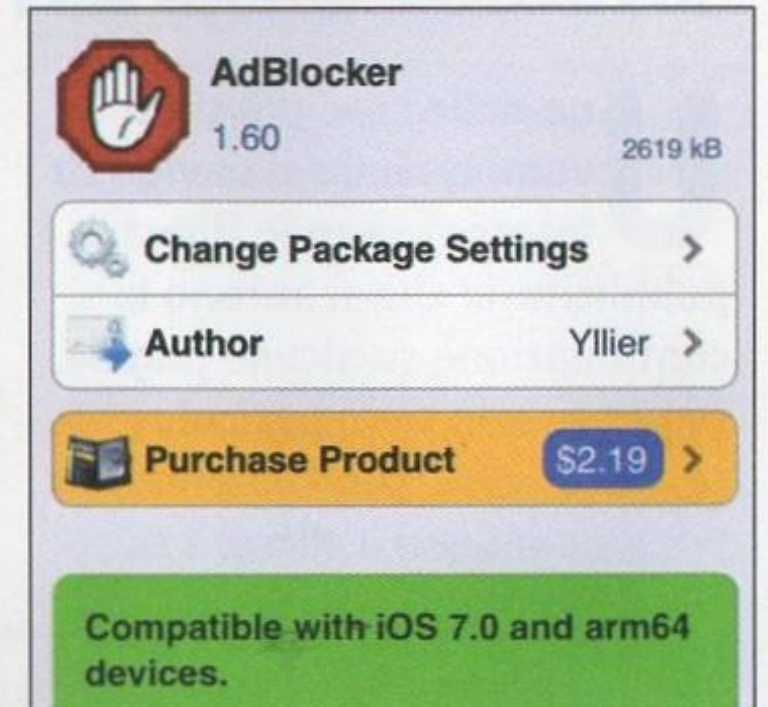 AdBlocker
1.60
2619 kB
Change Package Settings
Author Yllier
Purchase Product $2.19
Compatible with iOS 7.0 and arm64
devices.